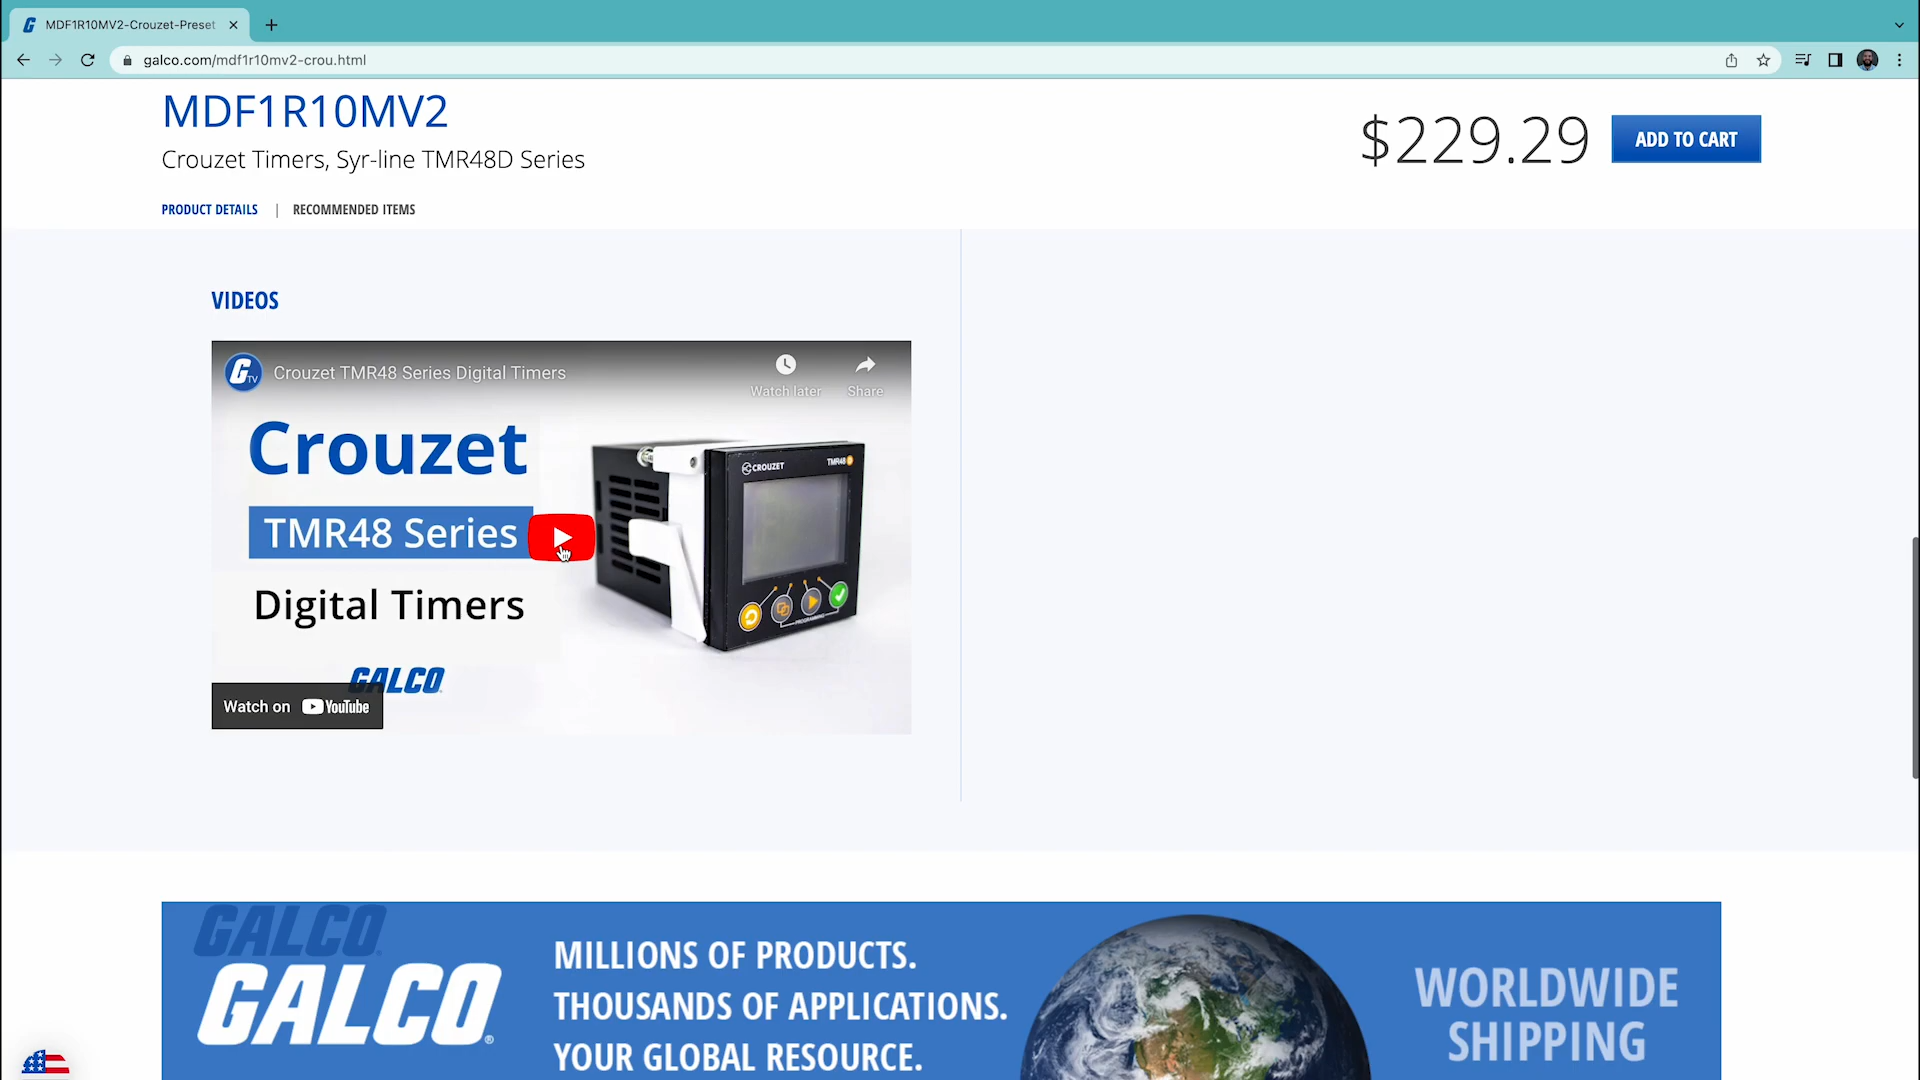 MDF1R10MV2-Crouzet-Preset
galco.com/mdf1r10mv2-crou.html
MDF1R10MV2
Crouzet Timers, Syr-line TMR48D Series
$229.29
ADD TO CART
PRODUCT DETAILS | RECOMMENDED ITEMS
VIDEOS
G TV
Crouzet TMR48 Series Digital Timers
Watch later
Share
Crouzet
TMR48 Series
Digital Timers
GALCO
CROUZET
TMR48 D
PROGRAMMING
Watch on YouTube
GALCO
GALCO®
MILLIONS OF PRODUCTS.
THOUSANDS OF APPLICATIONS.
YOUR GLOBAL RESOURCE.
WORLDWIDE
SHIPPING